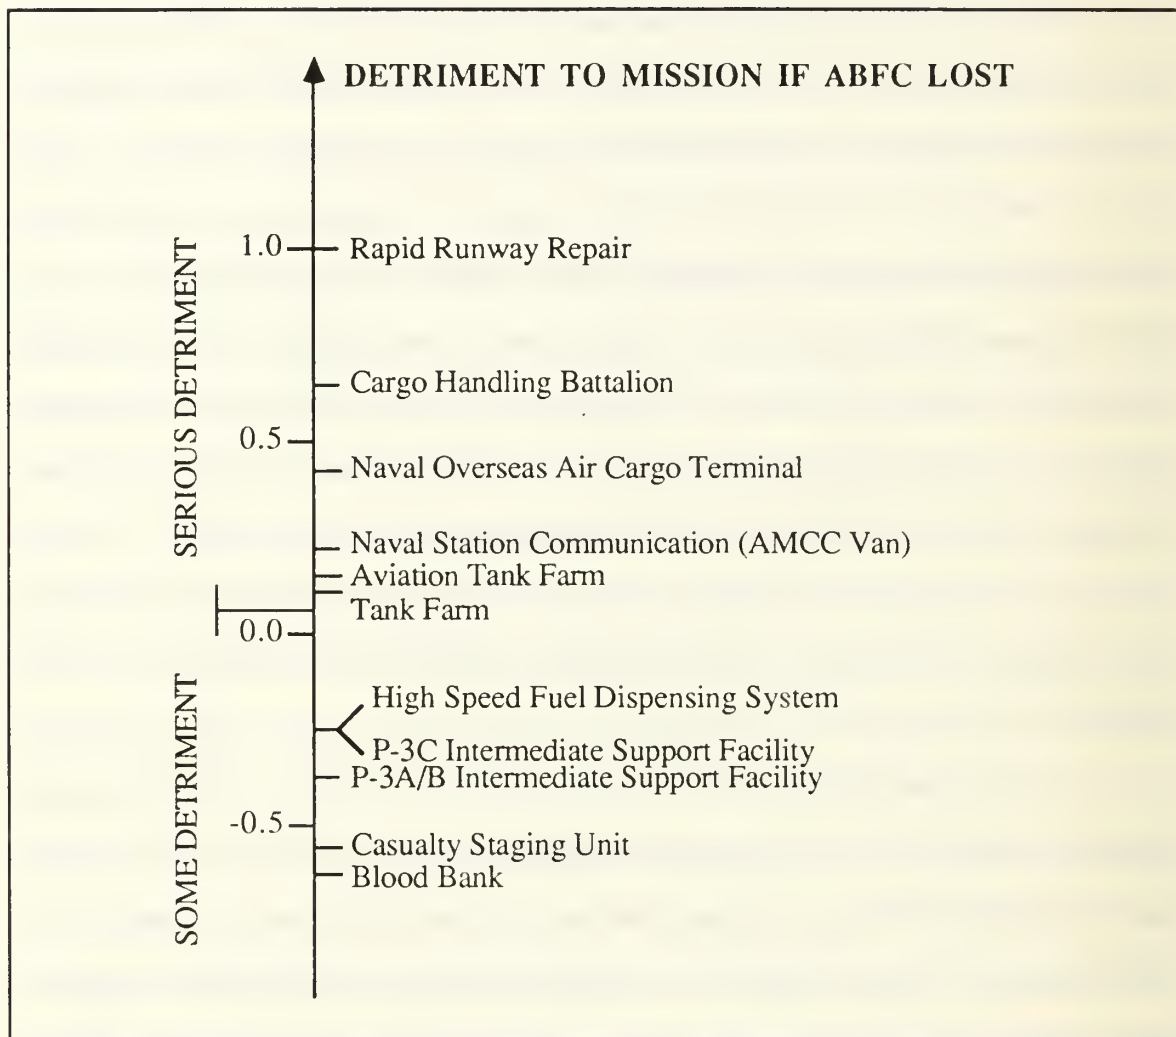 DETRIMENT TO MISSION IF ABFC LOST
SERIOUS DETRIMENT
1.0
Rapid Runway Repair
Cargo Handling Battalion
0.5
Naval Overseas Air Cargo Terminal
Naval Station Communication (AMCC Van)
Aviation Tank Farm
Tank Farm
0.0
SOME DETRIMENT
High Speed Fuel Dispensing System
P-3C Intermediate Support Facility
P-3A/B Intermediate Support Facility
-0.5
Casualty Staging Unit
Blood Bank